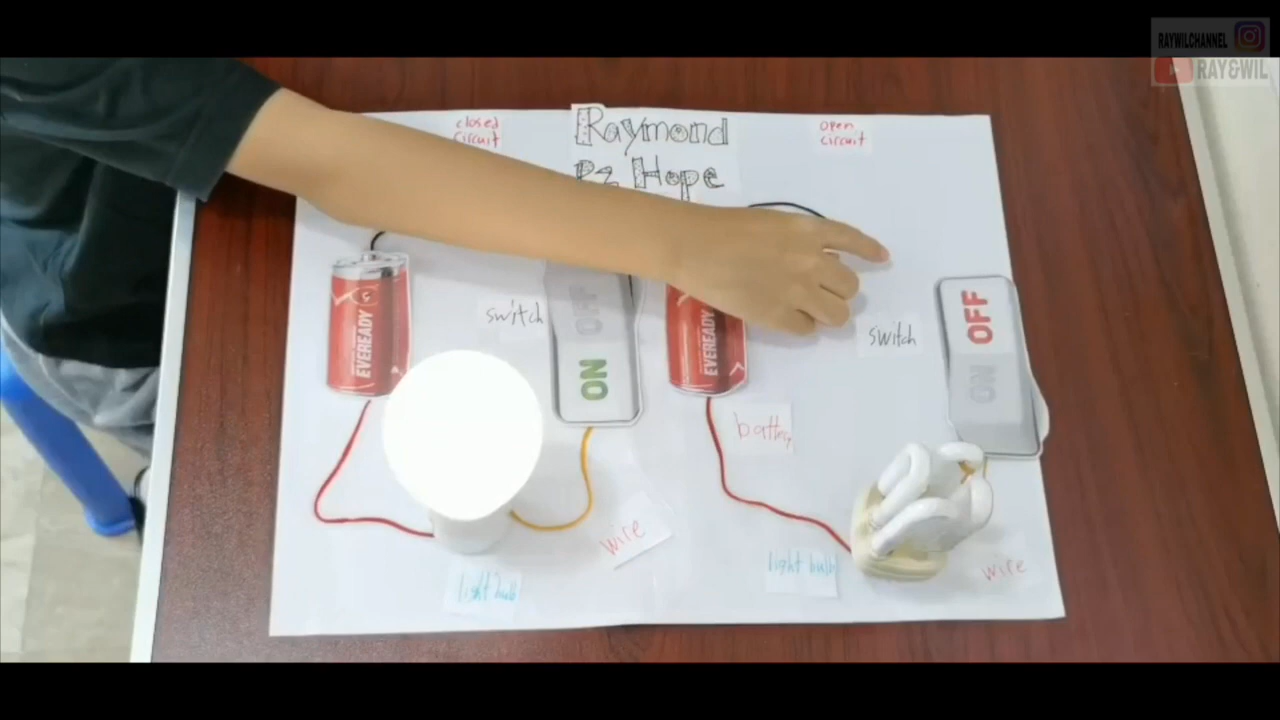 RAYWILCHANNEL
RAY&WIL
closed
circuit
Raymond
P2 Hope
open
circuit
EVEREADY
switch
OFF
ON
EVEREADY
switch
OFF
ON
battery
wire
light bulb
light bulb
wire